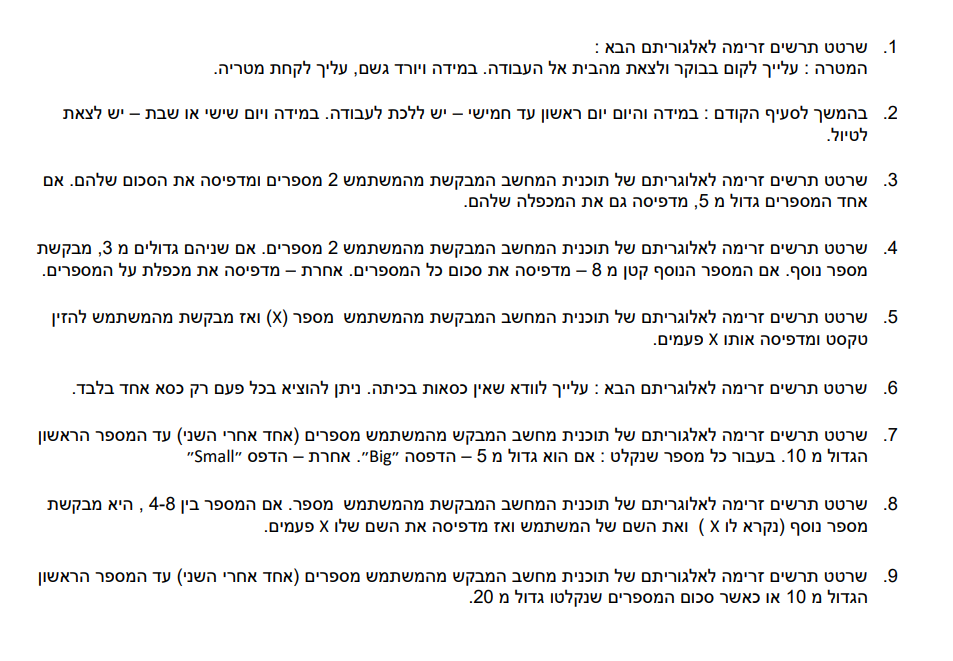 1. שרטט תרשים זרימה לאלגוריתם הבא :
המטרה : עלייך לקום בבוקר ולצאת מהבית אל העבודה. במידה ויורד גשם, עליך לקחת מטריה.
2. בהמשך לסעיף הקודם : במידה והיום יום ראשון עד חמישי – יש ללכת לעבודה. במידה ויום שישי או שבת – יש לצאת
לטיול.
3. שרטט תרשים זרימה לאלוגריתם של תוכנית המחשב המבקשת מהמשתמש 2 מספרים ומדפיסה את הסכום שלהם. אם
אחד המספרים גדול מ 5, מדפיסה גם את המכפלה שלהם.
4. שרטט תרשים זרימה לאלוגריתם של תוכנית המחשב המבקשת מהמשתמש 2 מספרים. אם שניהם גדולים מ 3, מבקשת
מספר נוסף. אם המספר הנוסף קטן מ 8 – מדפיסה את סכום כל המספרים. אחרת – מדפיסה את מכפלת על המספרים.
5. שרטט תרשים זרימה לאלוגריתם של תוכנית המחשב המבקשת מהמשתמש מספר (X) ואז מבקשת מהמשתמש להזין
טקסט ומדפיסה אותו X פעמים.
6. שרטט תרשים זרימה לאלוגריתם הבא : עלייך לוודא שאין כסאות בכיתה. ניתן להוציא בכל פעם רק כסא אחד בלבד.
7. שרטט תרשים זרימה לאלגוריתם של תוכנית מחשב המבקש מהמשתמש מספרים (אחד אחרי השני) עד המספר הראשון
הגדול מ 10. בעבור כל מספר שנקלט : אם הוא גדול מ 5 – הדפסה ״Big״. אחרת – הדפס ״Small״
8. שרטט תרשים זרימה לאלגוריתם של תוכנית המחשב המבקשת מהמשתמש מספר. אם המספר בין 4-8 , היא מבקשת
מספר נוסף (נקרא לו X ) ואת השם של המשתמש ואז מדפיסה את השם שלו X פעמים.
9. שרטט תרשים זרימה לאלגוריתם של תוכנית מחשב המבקש מהמשתמש מספרים (אחד אחרי השני) עד המספר הראשון
הגדול מ 10 או כאשר סכום המספרים שנקלטו גדול מ 20.